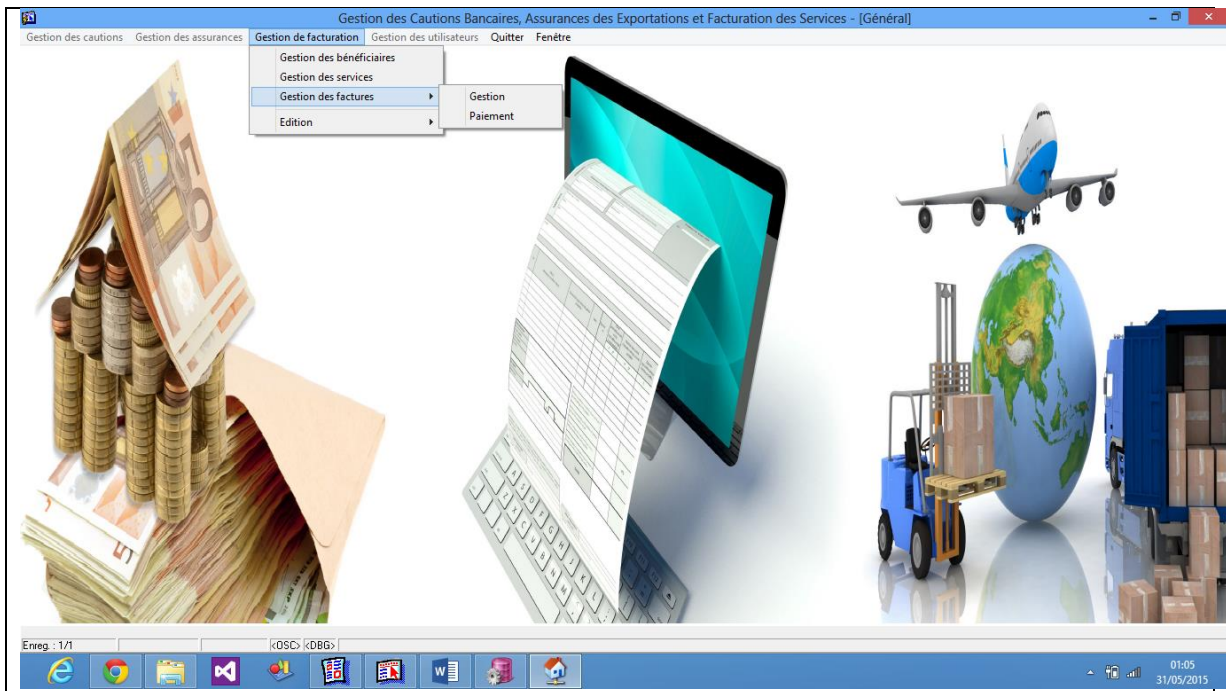 Gestion des Cautions Bancaires, Assurances des Exportations et Facturation des Services - [Général]
Gestion des cautions Gestion des assurances Gestion de facturation Gestion des utilisateurs Quitter Fenêtre
Gestion des bénéficiaires
Gestion des services
Gestion des factures Gestion
Paiement
Edition
Enreg. : 1/1 <OSC> <DBG>
01:05
31/05/2015